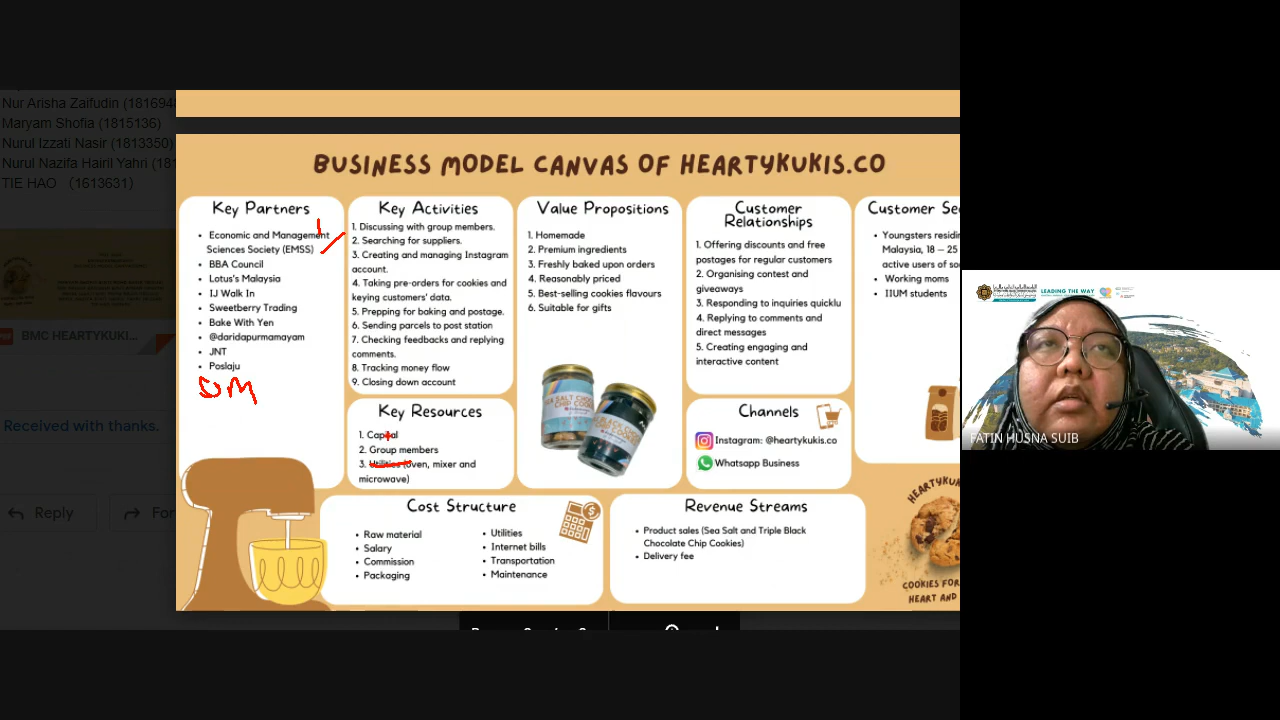 Nur Arisha Zaifudin (181694
Maryam Shofia (1815136)
Nurul Izzati Nasir (1813350)
Nurul Nazifa Hairil Yahri (181
TIE HAO (1613631)
BMC HEARTYKUKI...
Received with thanks.
Reply
For
BUSINESS MODEL CANVAS OF HEARTYKUKIS.CO
Key Partners
• Economic and Management
Sciences Society (EMSS)
• BBA Council
• Lotus's Malaysia
• IJ Walk In
• Sweetberry Trading
• Bake With Yen
• @daridapurmamayam
• JNT
• Poslaju
DM
Key Activities
1. Discussing with group members.
2. Searching for suppliers.
3. Creating and managing Instagram
account.
4. Taking pre-orders for cookies and
keying customers' data.
5. Prepping for baking and postage.
6. Sending parcels to post station
7. Checking feedbacks and replying
comments.
8. Tracking money flow
9. Closing down account
Key Resources
1. Capital
2. Group members
3. Utilities (oven, mixer and
microwave)
Value Propositions
1. Homemade
2. Premium ingredients
3. Freshly baked upon orders
4. Reasonably priced
5. Best-selling cookies flavours
6. Suitable for gifts
Customer
Relationships
1. Offering discounts and free
postages for regular customers
2. Organising contest and
giveaways
3. Responding to inquiries quicklu
4. Replying to comments and
direct messages
5. Creating engaging and
interactive content
Channels
Instagram: @heartykukis.co
Whatsapp Business
Customer Se
• Youngsters residi
Malaysia, 18 – 25
active users of so
• Working moms
• IIUM students
Cost Structure
• Raw material
• Salary
• Commission
• Packaging
• Utilities
• Internet bills
• Transportation
• Maintenance
Revenue Streams
• Product sales (Sea Salt and Triple Black
Chocolate Chip Cookies)
• Delivery fee
HEARTYKU
COOKIES FOR
HEART AND
LEADING THE WAY
FATIN HUSNA SUIB